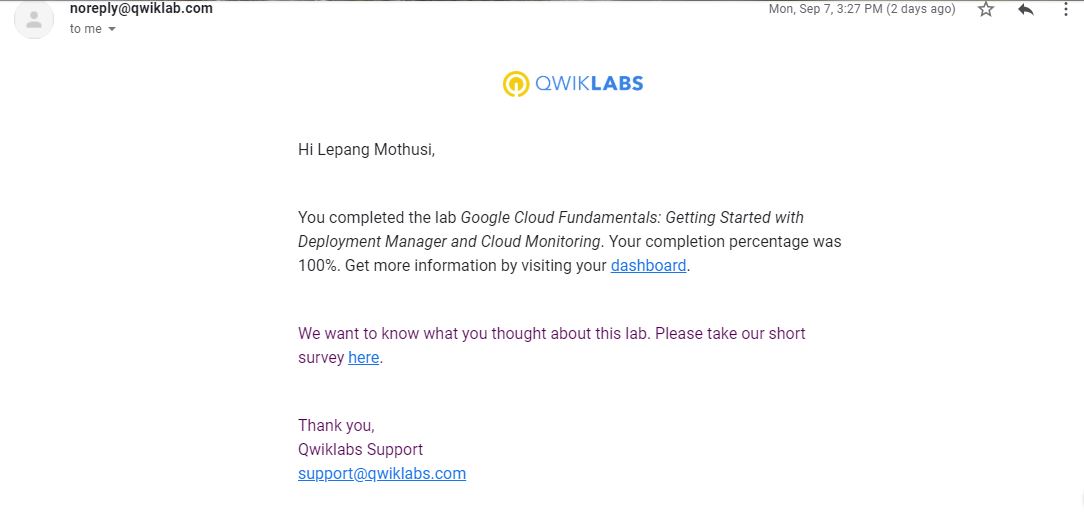 noreply@qwiklab.com
Mon, Sep 7, 3:27 PM (2 days ago)
to me
QWIKLABS
Hi Lepang Mothusi,
You completed the lab Google Cloud Fundamentals: Getting Started with
Deployment Manager and Cloud Monitoring. Your completion percentage was
100%. Get more information by visiting your dashboard.
We want to know what you thought about this lab. Please take our short
survey here.
Thank you,
Qwiklabs Support
support@qwiklabs.com